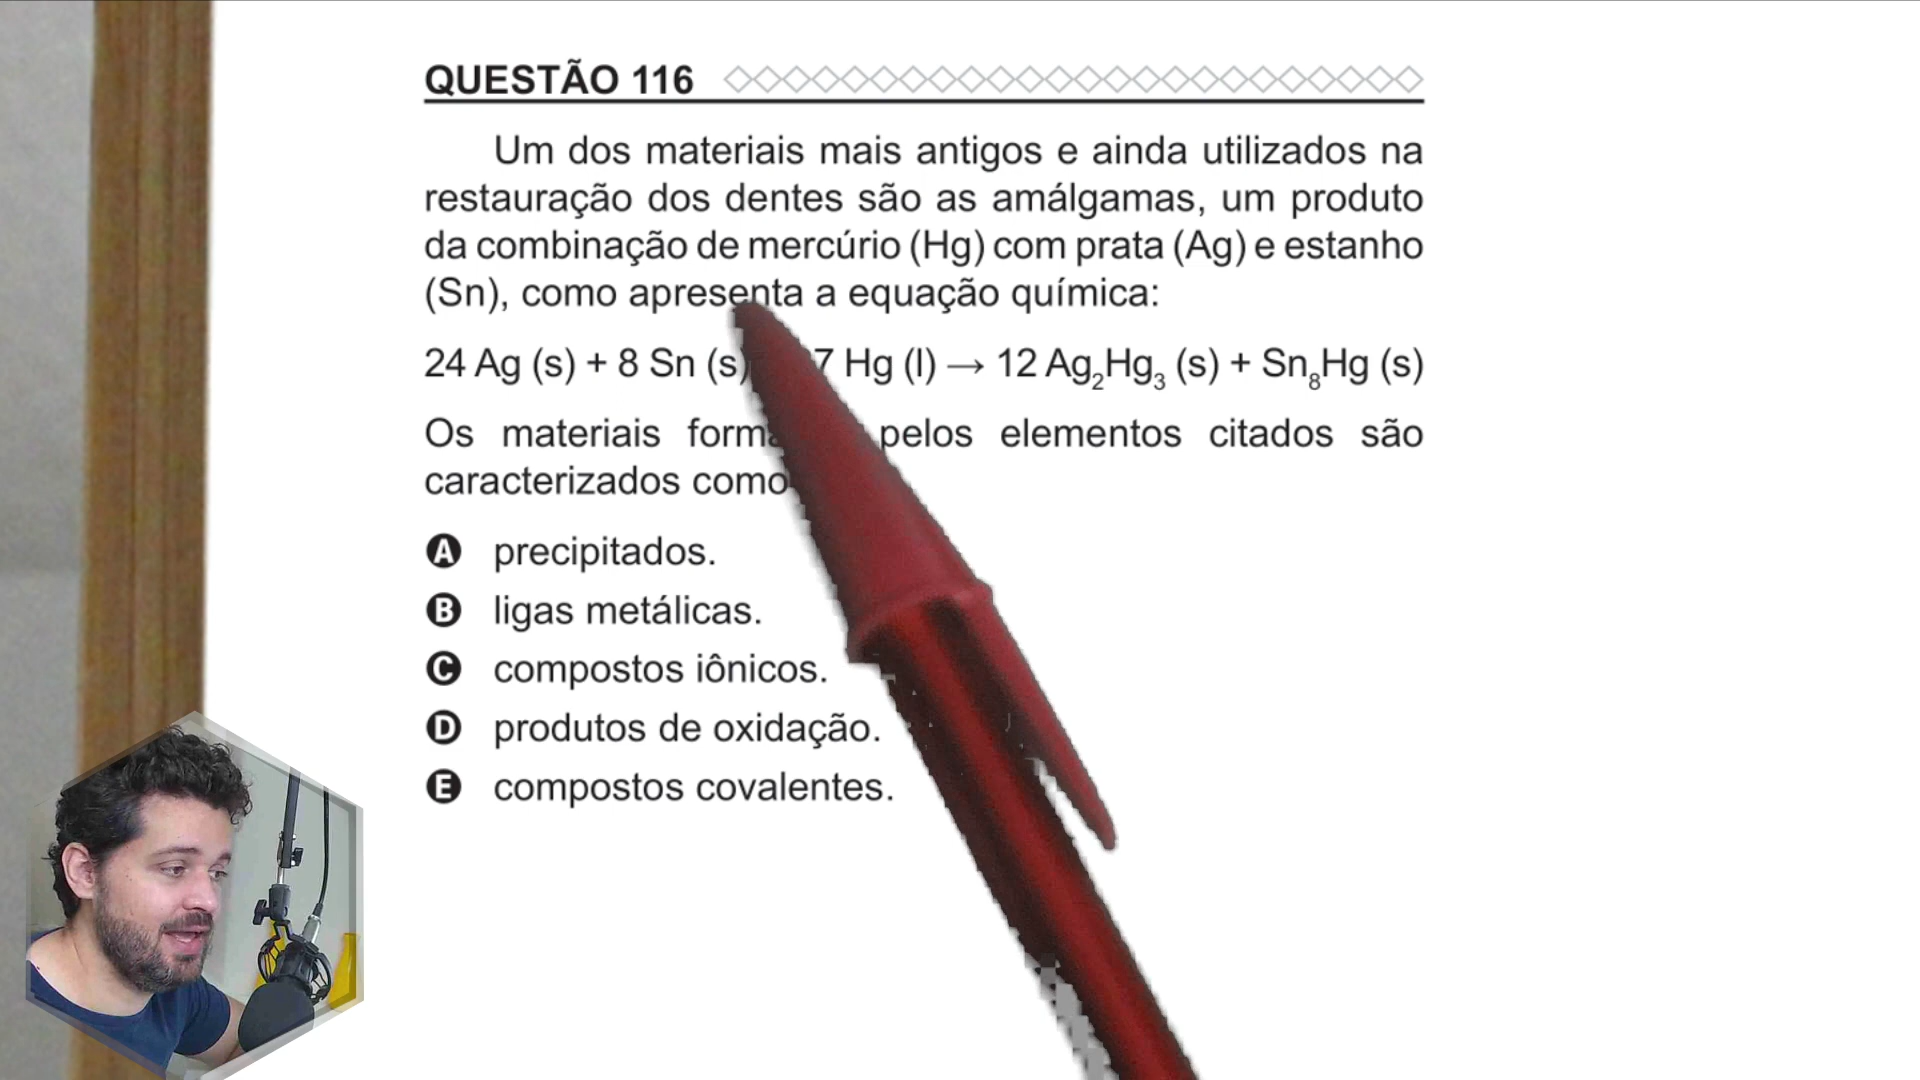 QUESTÃO 116
Um dos materiais mais antigos e ainda utilizados na
restauração dos dentes são as amálgamas, um produto
da combinação de mercúrio (Hg) com prata (Ag) e estanho
(Sn), como apresenta a equação química:
24 Ag (s) + 8 Sn (s) 7 Hg (l) → 12 Ag₂Hg₃ (s) + Sn₈Hg (s)
Os materiais pelos elementos citados são
caracterizados como
A precipitados.
B ligas metálicas.
C compostos iônicos.
D produtos de oxidação.
E compostos covalentes.